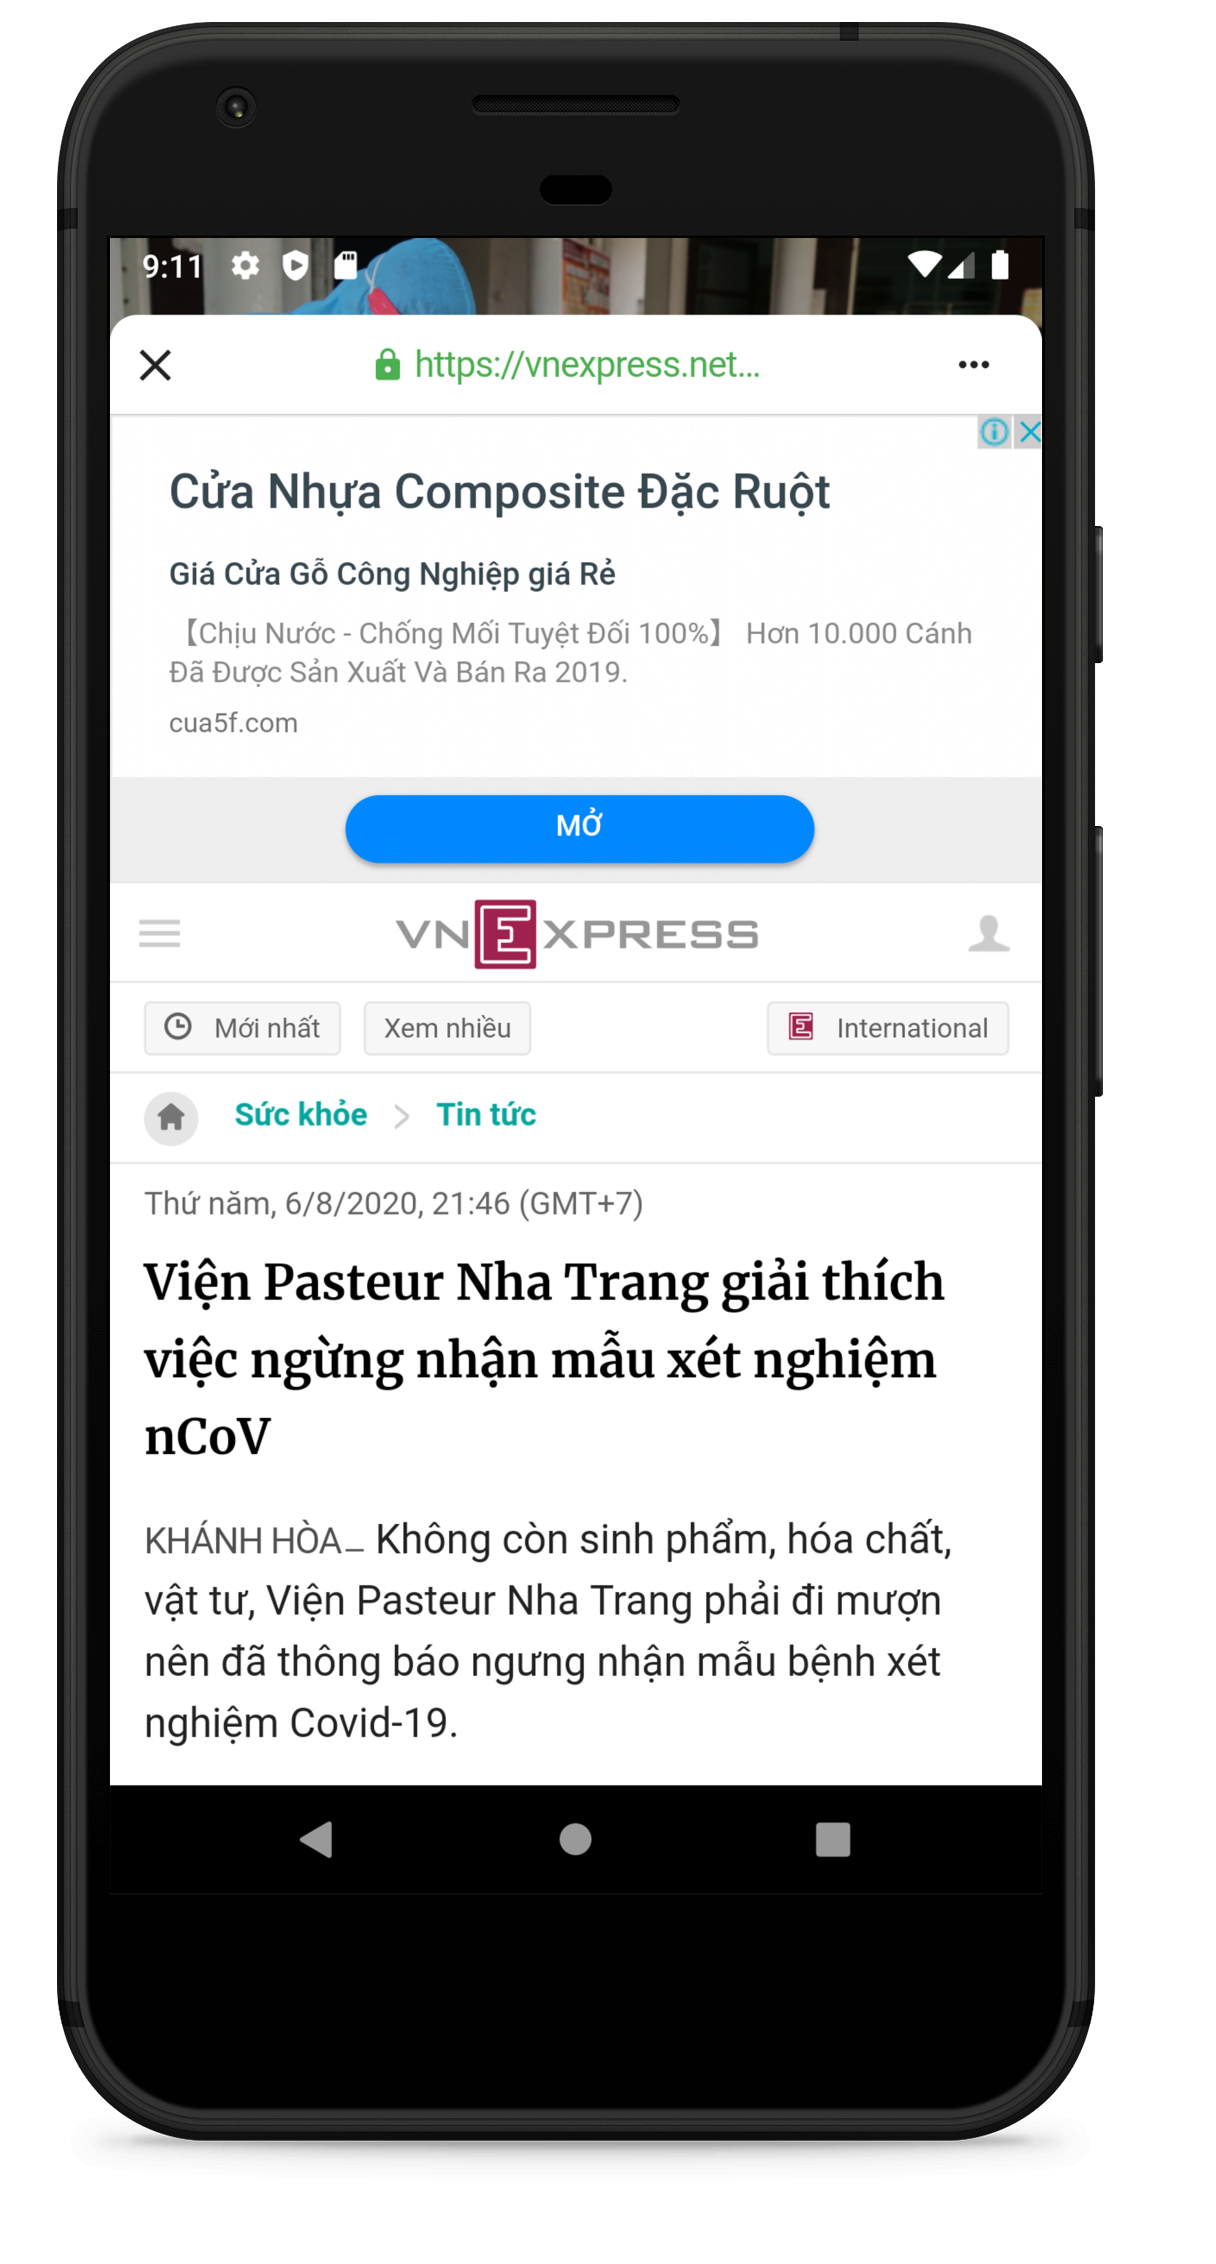 9:11
https://vnexpress.net...
Cửa Nhựa Composite Đặc Ruột
Giá Cửa Gỗ Công Nghiệp giá Rẻ
【Chịu Nước - Chống Mối Tuyệt Đối 100%】 Hơn 10.000 Cánh
Đã Được Sản Xuất Và Bán Ra 2019.
cua5f.com
MỞ
VNEXPRESS
Mới nhất Xem nhiều E International
Sức khỏe > Tin tức
Thứ năm, 6/8/2020, 21:46 (GMT+7)
Viện Pasteur Nha Trang giải thích
việc ngừng nhận mẫu xét nghiệm
nCoV
KHÁNH HÒA_ Không còn sinh phẩm, hóa chất,
vật tư, Viện Pasteur Nha Trang phải đi mượn
nên đã thông báo ngưng nhận mẫu bệnh xét
nghiệm Covid-19.